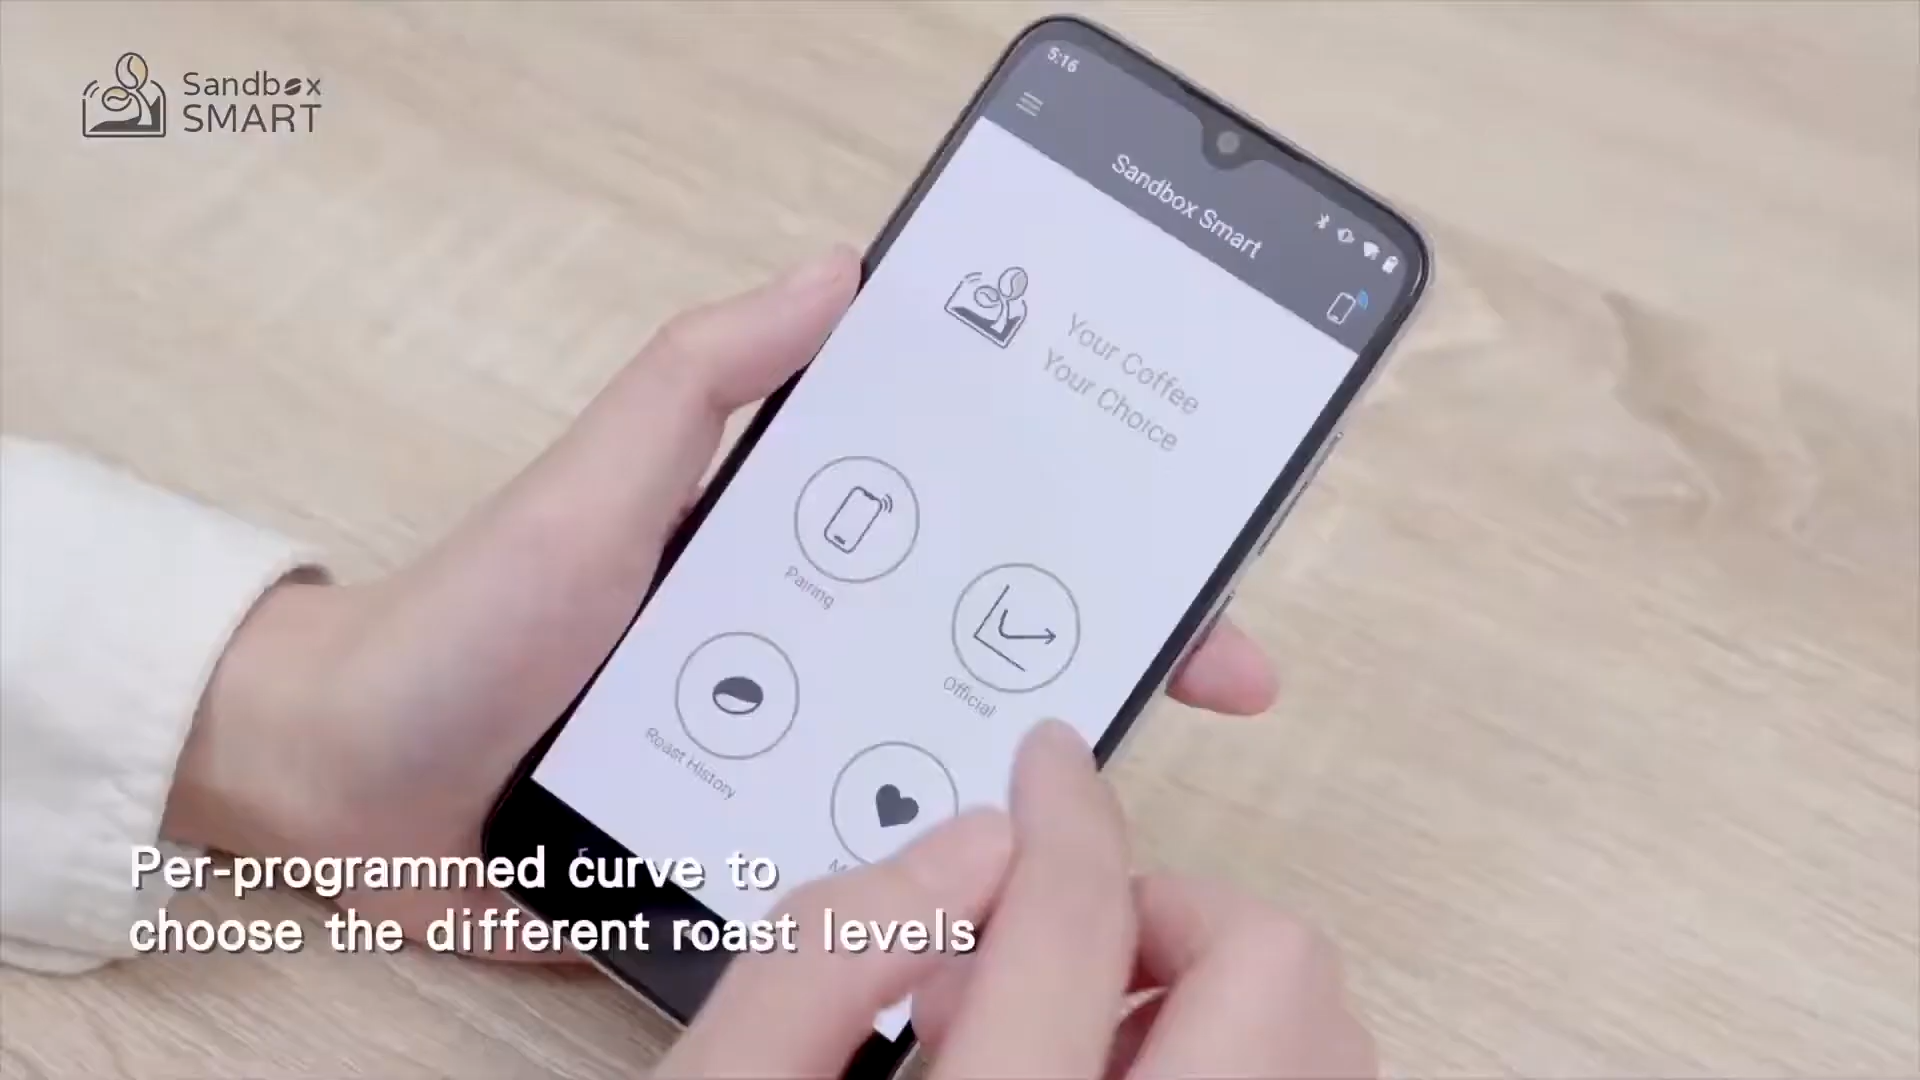 Sandbox
SMART
5:16
Sandbox Smart
Your Coffee
Your Choice
Pairing
Official
Roast History
Per-programmed curve to
choose the different roast levels